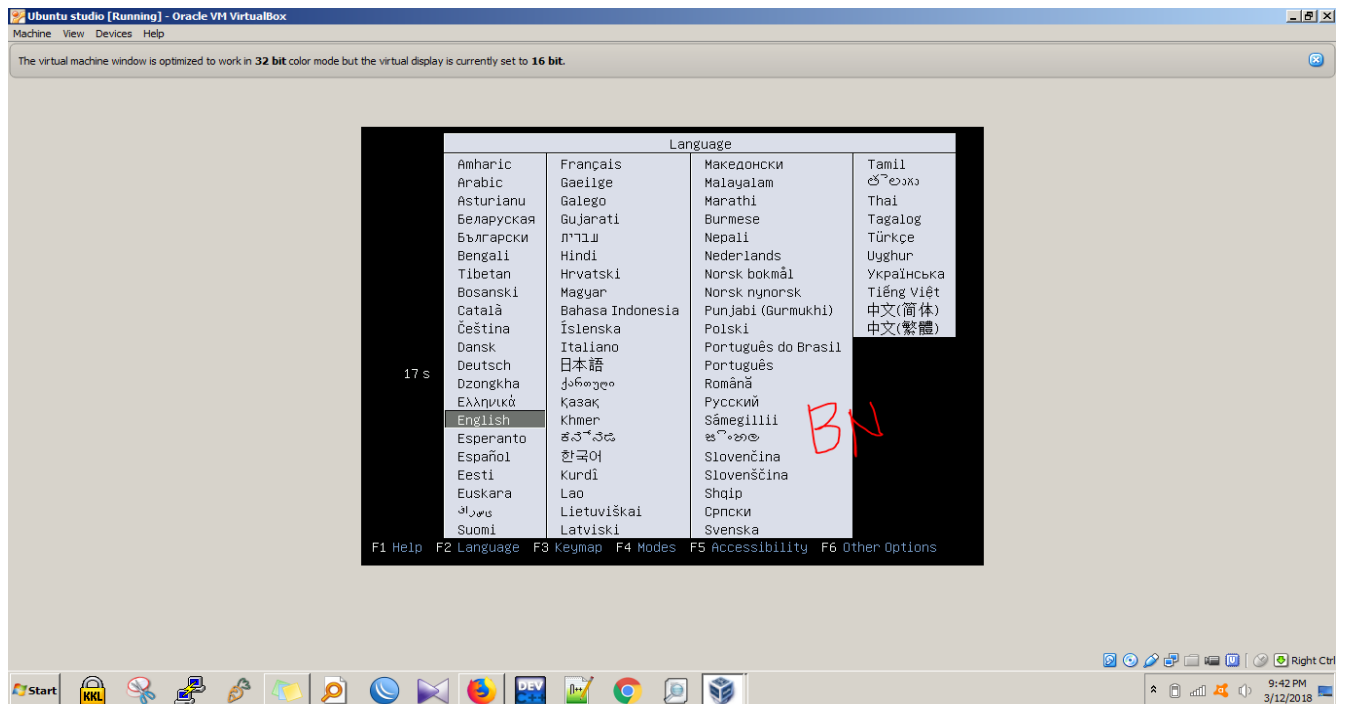 Ubuntu studio [Running] - Oracle VM VirtualBox
Machine View Devices Help
The virtual machine window is optimized to work in 32 bit color mode but the virtual display is currently set to 16 bit.
Language
Amharic
Arabic
Asturianu
Беларуская
Български
Bengali
Tibetan
Bosanski
Català
Čeština
Dansk
Deutsch
Dzongkha
Ελληνικά
English
Esperanto
Español
Eesti
Euskara
Suomi
Français
Gaeilge
Galego
Gujarati
עברית
Hindi
Hrvatski
Magyar
Bahasa Indonesia
Íslenska
Italiano
日本語
ქართული
Қазақ
Khmer
한국어
Kurdî
Lao
Lietuviškai
Latviski
Македонски
Malayalam
Marathi
Burmese
Nepali
Nederlands
Norsk bokmål
Norsk nynorsk
Punjabi (Gurmukhi)
Polski
Português do Brasil
Português
Română
Русский
Sámegillii
Slovenčina
Slovenščina
Shqip
Српски
Svenska
Tamil
Thai
Tagalog
Türkçe
Uyghur
Українська
Tiếng Việt
中文(简体)
中文(繁體)
17 s
BN
F1 Help F2 Language F3 Keymap F4 Modes F5 Accessibility F6 Other Options
Right Ctrl
Start
KKL
DEV
9:42 PM
3/12/2018